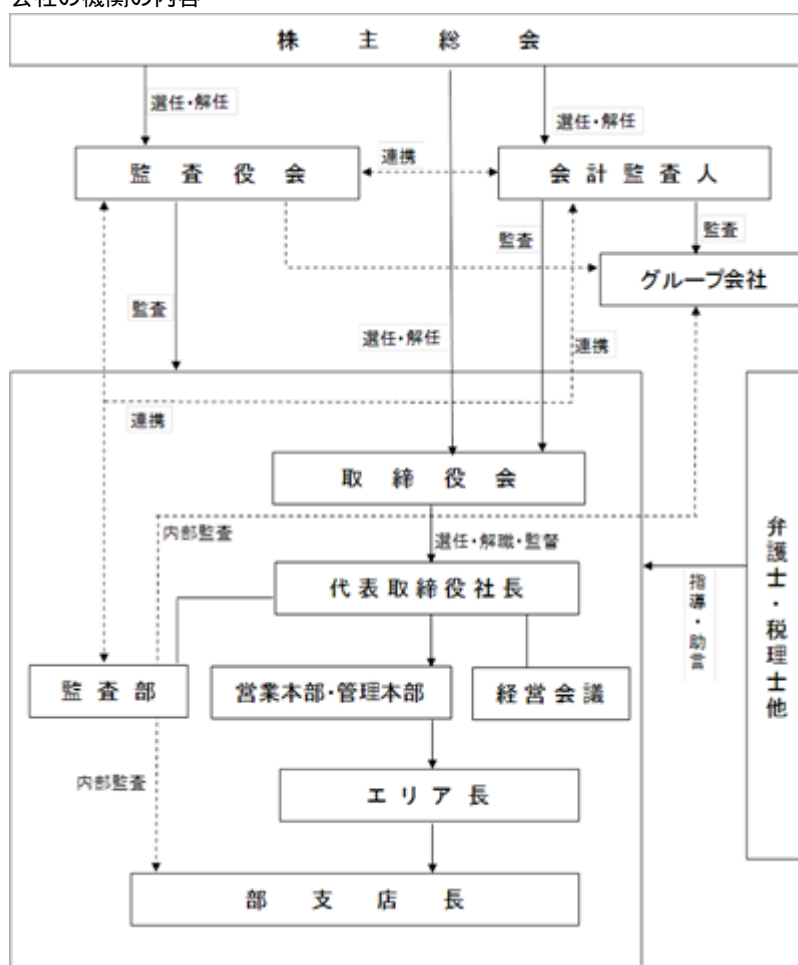 会社の機関の内容
株主総会
選任・解任
選任・解任
監査役会
連携
会計監査人
監査
監査
グループ会社
監査
選任・解任
連携
連携
取締役会
内部監査
選任・解職・監督
代表取締役社長
指導・助言
弁護士・税理士他
監査部
営業本部・管理本部
経営会議
内部監査
エリア長
部支店長